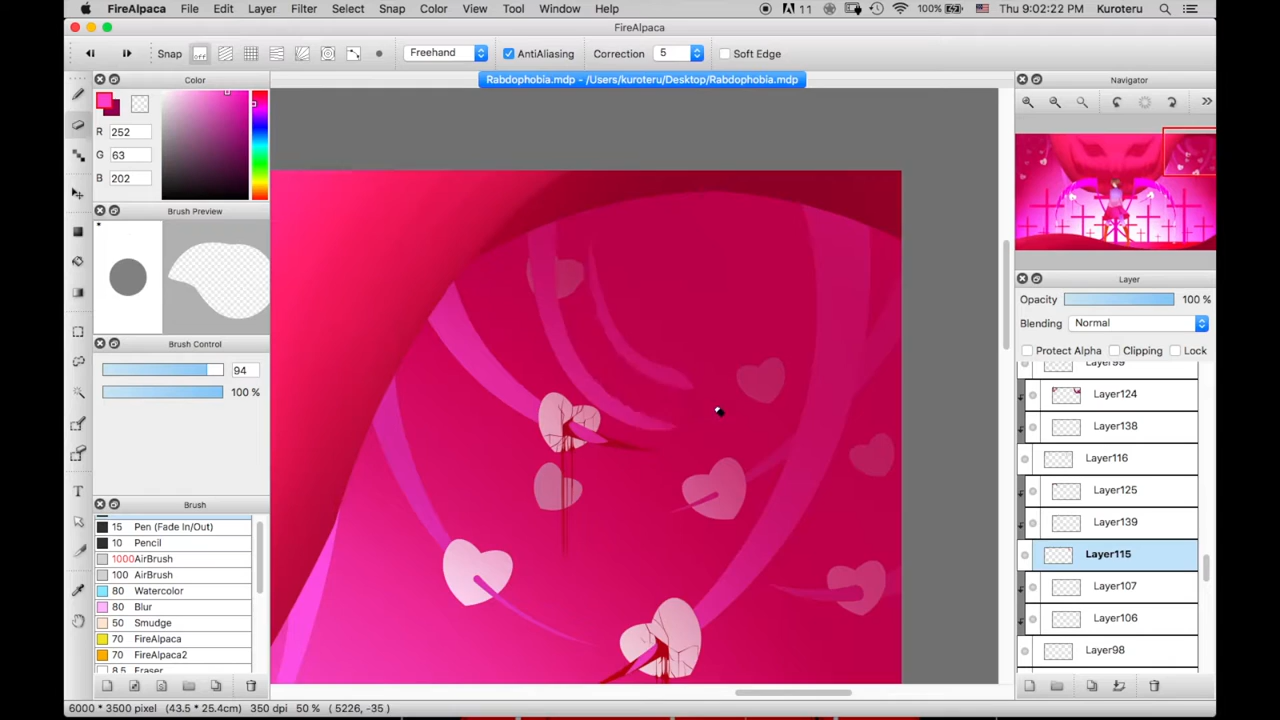 FireAlpaca File Edit Layer Filter Select Snap Color View Tool Window Help 11 100% Thu 9:02:22 PM Kuroteru
FireAlpaca
Snap off Freehand AntiAliasing Correction 5 Soft Edge
Rabdophobia.mdp - /Users/kuroteru/Desktop/Rabdophobia.mdp
Color
R 252
G 63
B 202
Brush Preview
*
Brush Control
94
100 %
Brush
15 Pen (Fade In/Out)
10 Pencil
1000 AirBrush
100 AirBrush
80 Watercolor
80 Blur
50 Smudge
70 FireAlpaca
70 FireAlpaca2
8.5 Eraser
Navigator
Layer
Opacity 100 %
Blending Normal
Protect Alpha Clipping Lock
Layer99
Layer124
Layer138
Layer116
Layer125
Layer139
Layer115
Layer107
Layer106
Layer98
6000 * 3500 pixel (43.5 * 25.4cm) 350 dpi 50 % ( 5226, -35 )